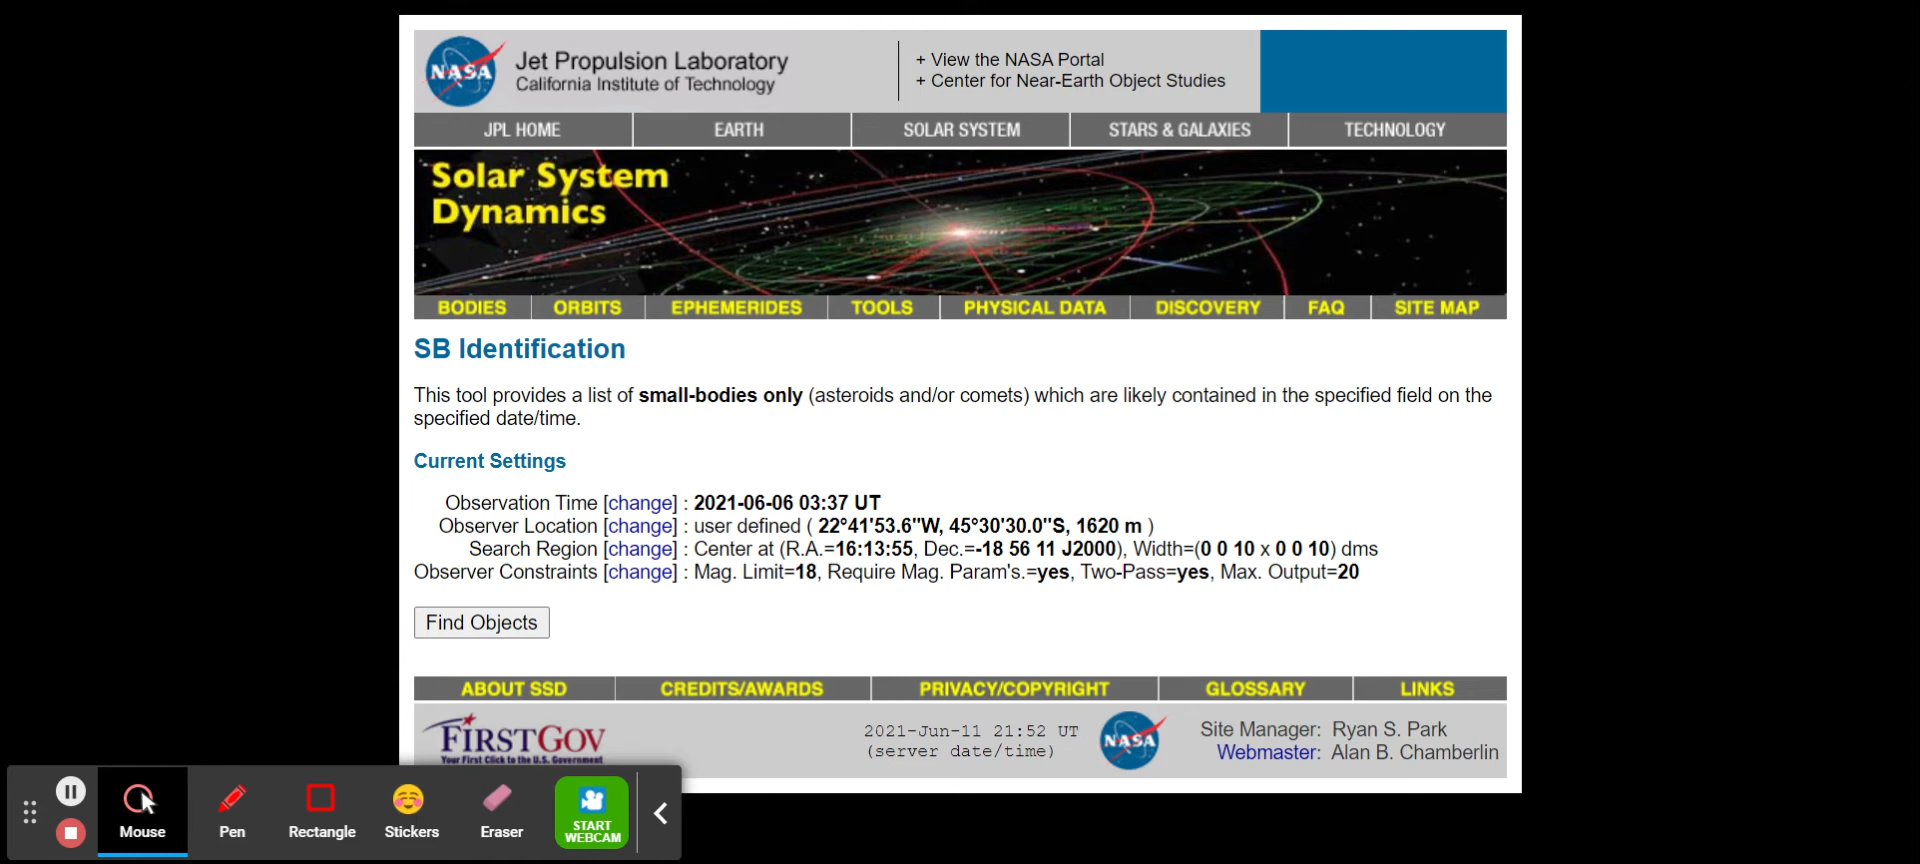 NASA
Jet Propulsion Laboratory
California Institute of Technology
+ View the NASA Portal
+ Center for Near-Earth Object Studies
JPL HOME EARTH SOLAR SYSTEM STARS & GALAXIES TECHNOLOGY
Solar System
Dynamics
BODIES ORBITS EPHEMERIDES TOOLS PHYSICAL DATA DISCOVERY FAQ SITE MAP
SB Identification
This tool provides a list of small-bodies only (asteroids and/or comets) which are likely contained in the specified field on the
specified date/time.
Current Settings
Observation Time [change] : 2021-06-06 03:37 UT
Observer Location [change] : user defined ( 22°41'53.6"W, 45°30'30.0"S, 1620 m )
Search Region [change] : Center at (R.A.=16:13:55, Dec.=-18 56 11 J2000), Width=(0 0 10 x 0 0 10) dms
Observer Constraints [change] : Mag. Limit=18, Require Mag. Param's.=yes, Two-Pass=yes, Max. Output=20
Find Objects
ABOUT SSD CREDITS/AWARDS PRIVACY/COPYRIGHT GLOSSARY LINKS
FIRSTGOV
Your First Click to the U.S. Government
2021-Jun-11 21:52 UT
(server date/time)
NASA
Site Manager: Ryan S. Park
Webmaster: Alan B. Chamberlin
Mouse Pen Rectangle Stickers Eraser
START
WEBCAM